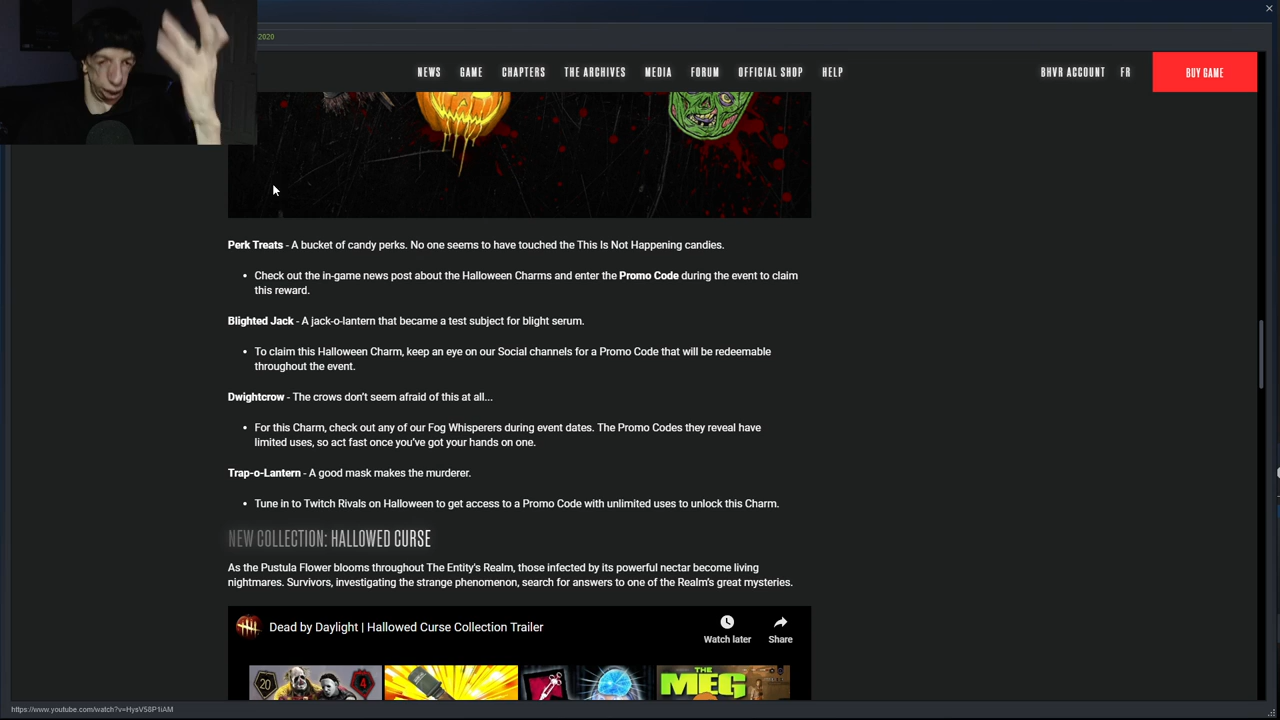 2020
NEWS GAME CHAPTERS THE ARCHIVES MEDIA FORUM OFFICIAL SHOP HELP BHVR ACCOUNT FR BUY GAME
Perk Treats - A bucket of candy perks. No one seems to have touched the This Is Not Happening candies.
• Check out the in-game news post about the Halloween Charms and enter the Promo Code during the event to claim
this reward.
Blighted Jack - A jack-o-lantern that became a test subject for blight serum.
• To claim this Halloween Charm, keep an eye on our Social channels for a Promo Code that will be redeemable
throughout the event.
Dwightcrow - The crows don't seem afraid of this at all...
• For this Charm, check out any of our Fog Whisperers during event dates. The Promo Codes they reveal have
limited uses, so act fast once you've got your hands on one.
Trap-o-Lantern - A good mask makes the murderer.
• Tune in to Twitch Rivals on Halloween to get access to a Promo Code with unlimited uses to unlock this Charm.
NEW COLLECTION: HALLOWED CURSE
As the Pustula Flower blooms throughout The Entity's Realm, those infected by its powerful nectar become living
nightmares. Survivors, investigating the strange phenomenon, search for answers to one of the Realm's great mysteries.
Dead by Daylight | Hallowed Curse Collection Trailer
Watch later Share
20 4 THE
MEG